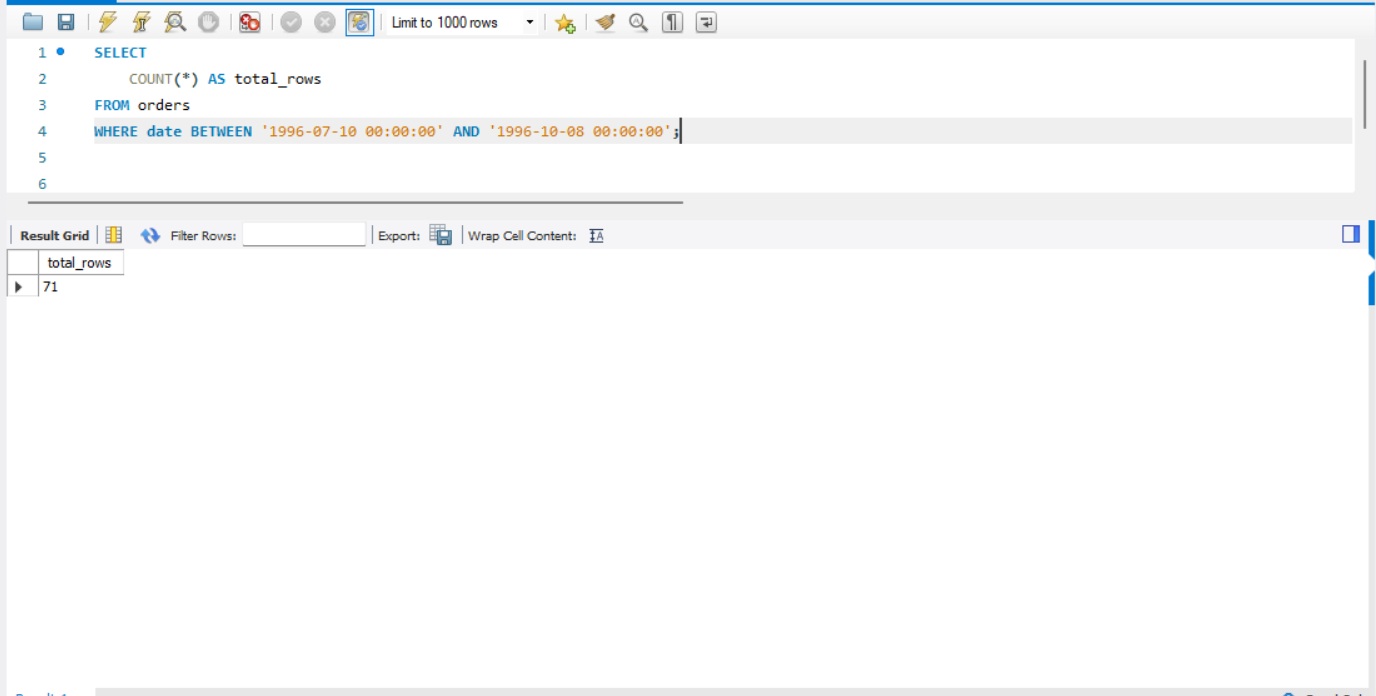 Limit to 1000 rows
1 SELECT
2 COUNT(*) AS total_rows
3 FROM orders
4 WHERE date BETWEEN '1996-07-10 00:00:00' AND '1996-10-08 00:00:00';
5
6
Result Grid Filter Rows: Export: Wrap Cell Content: IA
total_rows
71